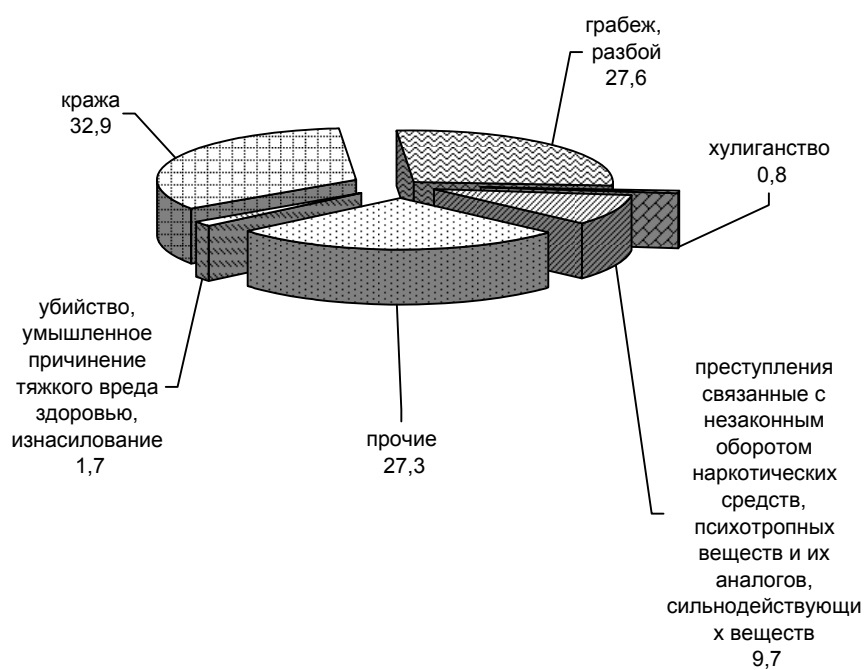 грабеж,
разбой
27,6
кража
32,9
хулиганство
0,8
убийство,
умышленное
причинение
тяжкого вреда
здоровью,
изнасилование
1,7
прочие
27,3
преступления
связанные с
незаконным
оборотом
наркотических
средств,
психотропных
веществ и их
аналогов,
сильнодействующи
х веществ
9,7